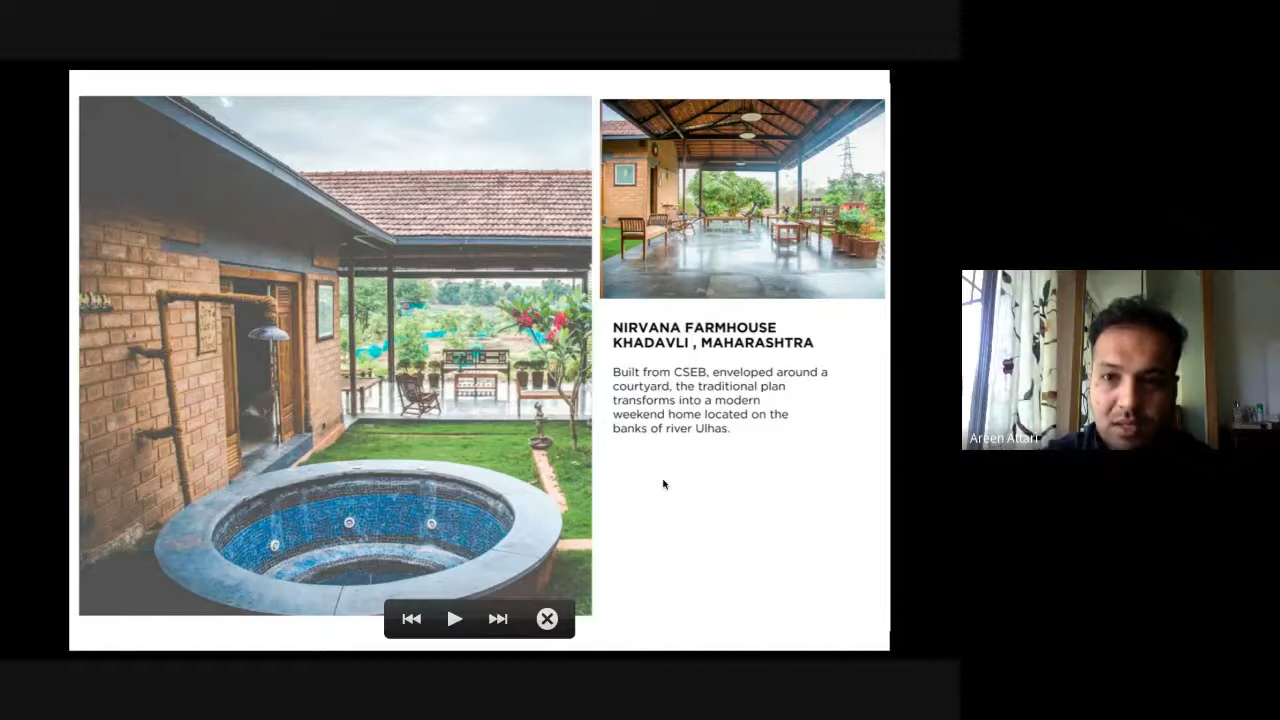 NIRVANA FARMHOUSE
KHADAVLI , MAHARASHTRA
Built from CSEB, enveloped around a
courtyard, the traditional plan
transforms into a modern
weekend home located on the
banks of river Ulhas.
Areen Attari